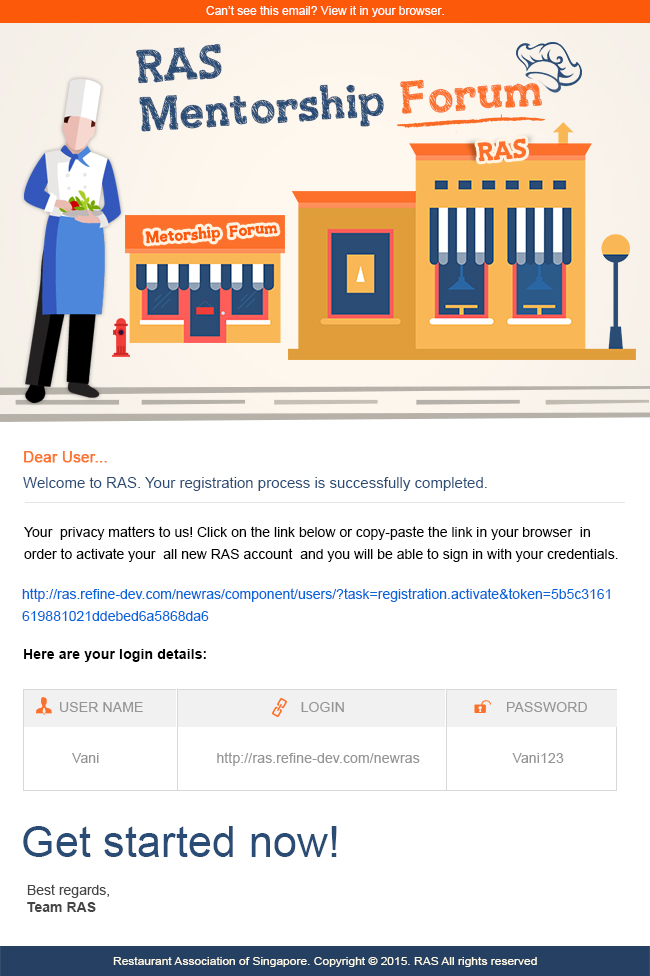 Can't see this email? View it in your browser.
RAS
Mentorship Forum
RAS
Metorship Forum
Dear User...
Welcome to RAS. Your registration process is successfully completed.
Your privacy matters to us! Click on the link below or copy-paste the link in your browser in
order to activate your all new RAS account and you will be able to sign in with your credentials.
http://ras.refine-dev.com/newras/component/users/?task=registration.activate&token=5b5c3161
619881021ddebed6a5868da6
Here are your login details:
USER NAME LOGIN PASSWORD
Vani http://ras.refine-dev.com/newras Vani123
Get started now!
Best regards,
Team RAS
Restaurant Association of Singapore. Copyright © 2015. RAS All rights reserved